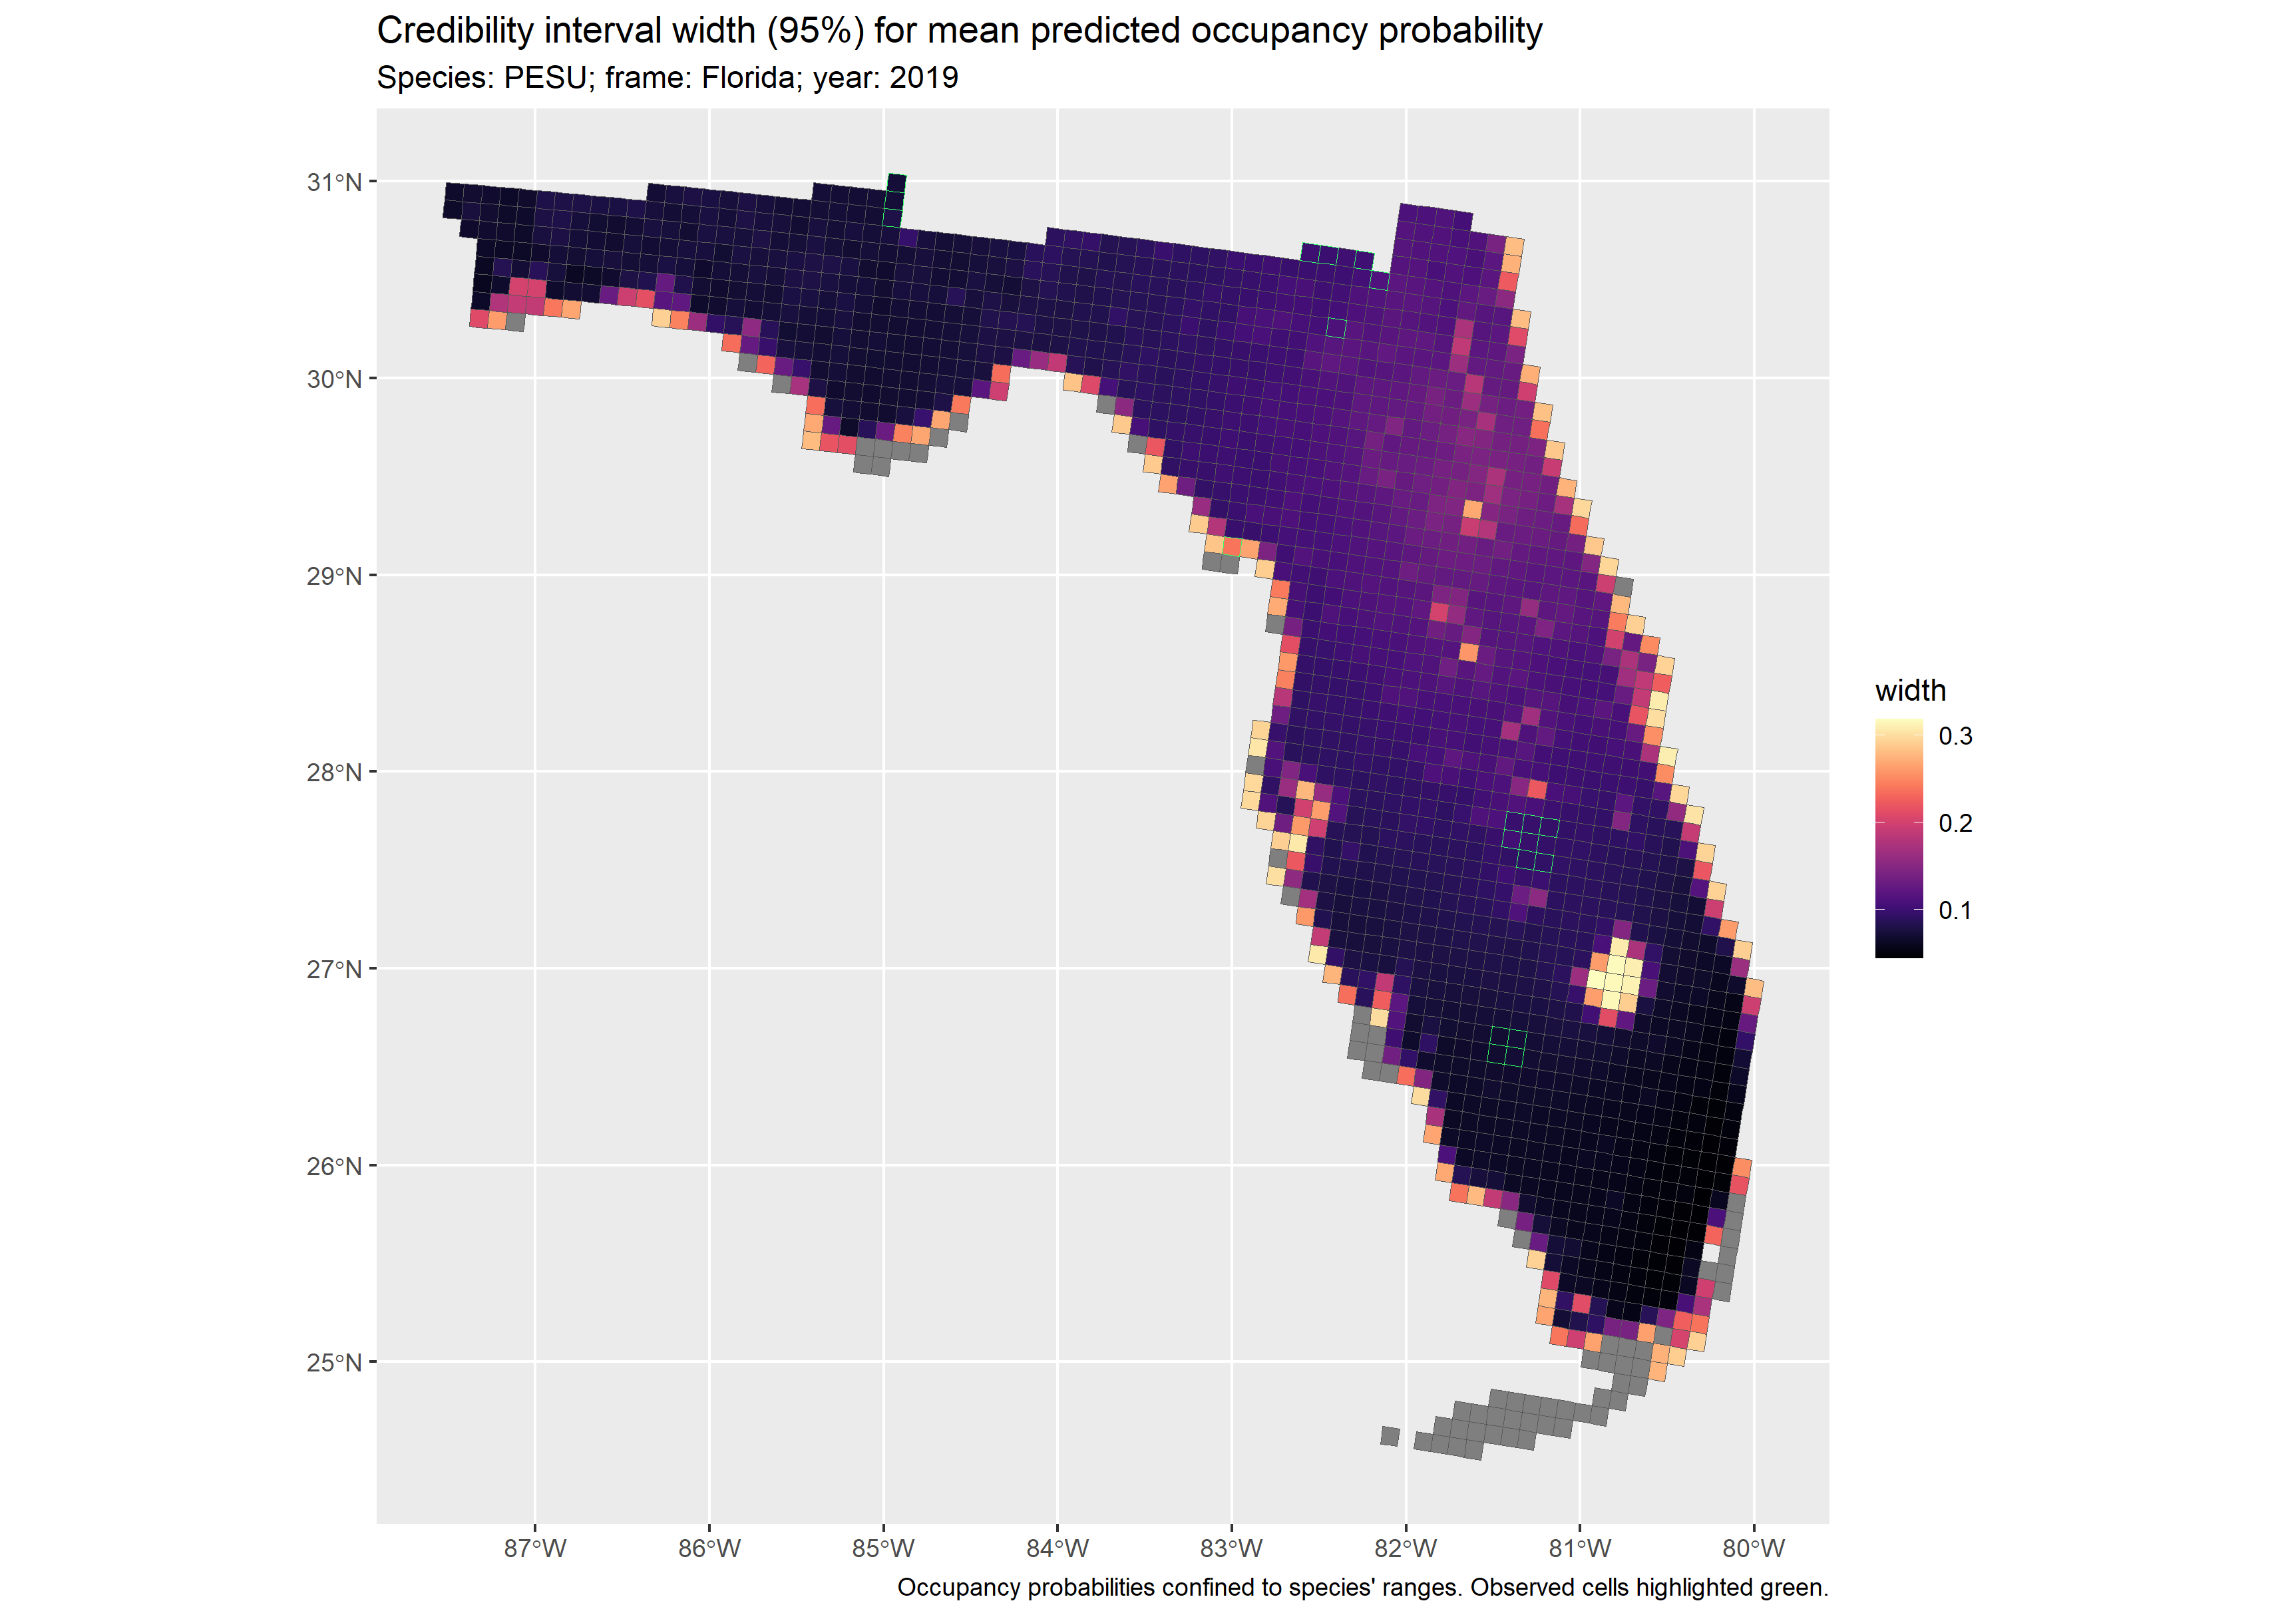 Credibility interval width (95%) for mean predicted occupancy probability
Species: PESU; frame: Florida; year: 2019
31°N
30°N
29°N
28°N
27°N
26°N
25°N
87°W 86°W 85°W 84°W 83°W 82°W 81°W 80°W
width
0.3
0.2
0.1
Occupancy probabilities confined to species' ranges. Observed cells highlighted green.